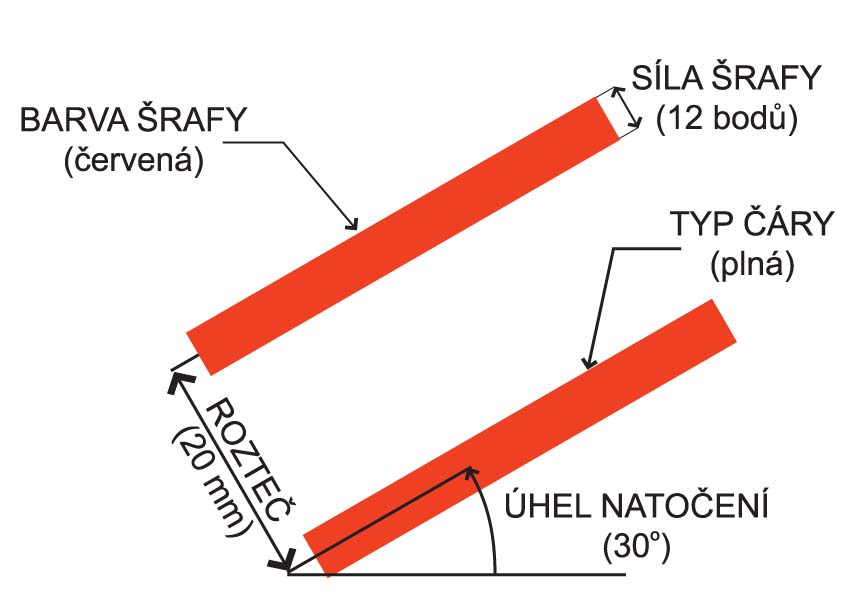 SÍLA ŠRAFY
(12 bodů)
BARVA ŠRAFY
(červená)
TYP ČÁRY
(plná)
ROZTEČ
(20 mm)
ÚHEL NATOČENÍ
(30°)